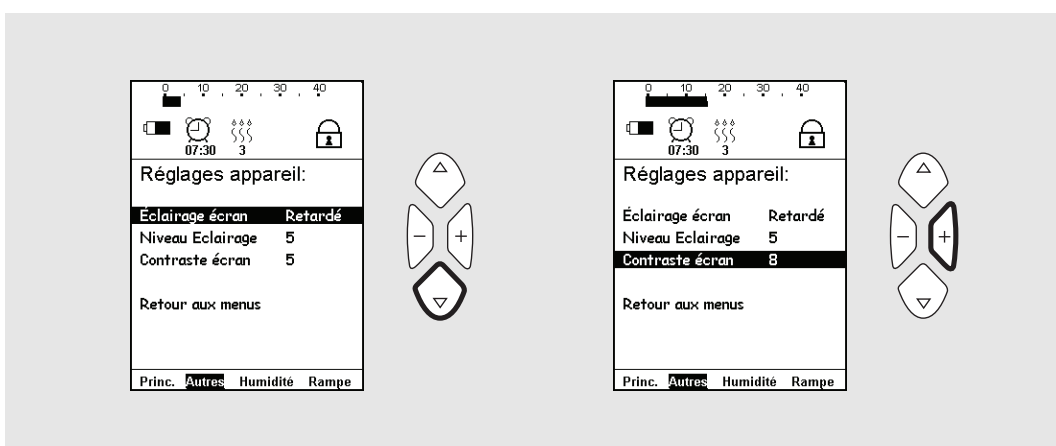 0 10 20 30 40
07:30 3
Réglages appareil:
Éclairage écran Retardé
Niveau Eclairage 5
Contraste écran 5
Retour aux menus
Princ. Autres Humidité Rampe
- +
0 10 20 30 40
07:30 3
Réglages appareil:
Éclairage écran Retardé
Niveau Eclairage 5
Contraste écran 8
Retour aux menus
Princ. Autres Humidité Rampe
- +